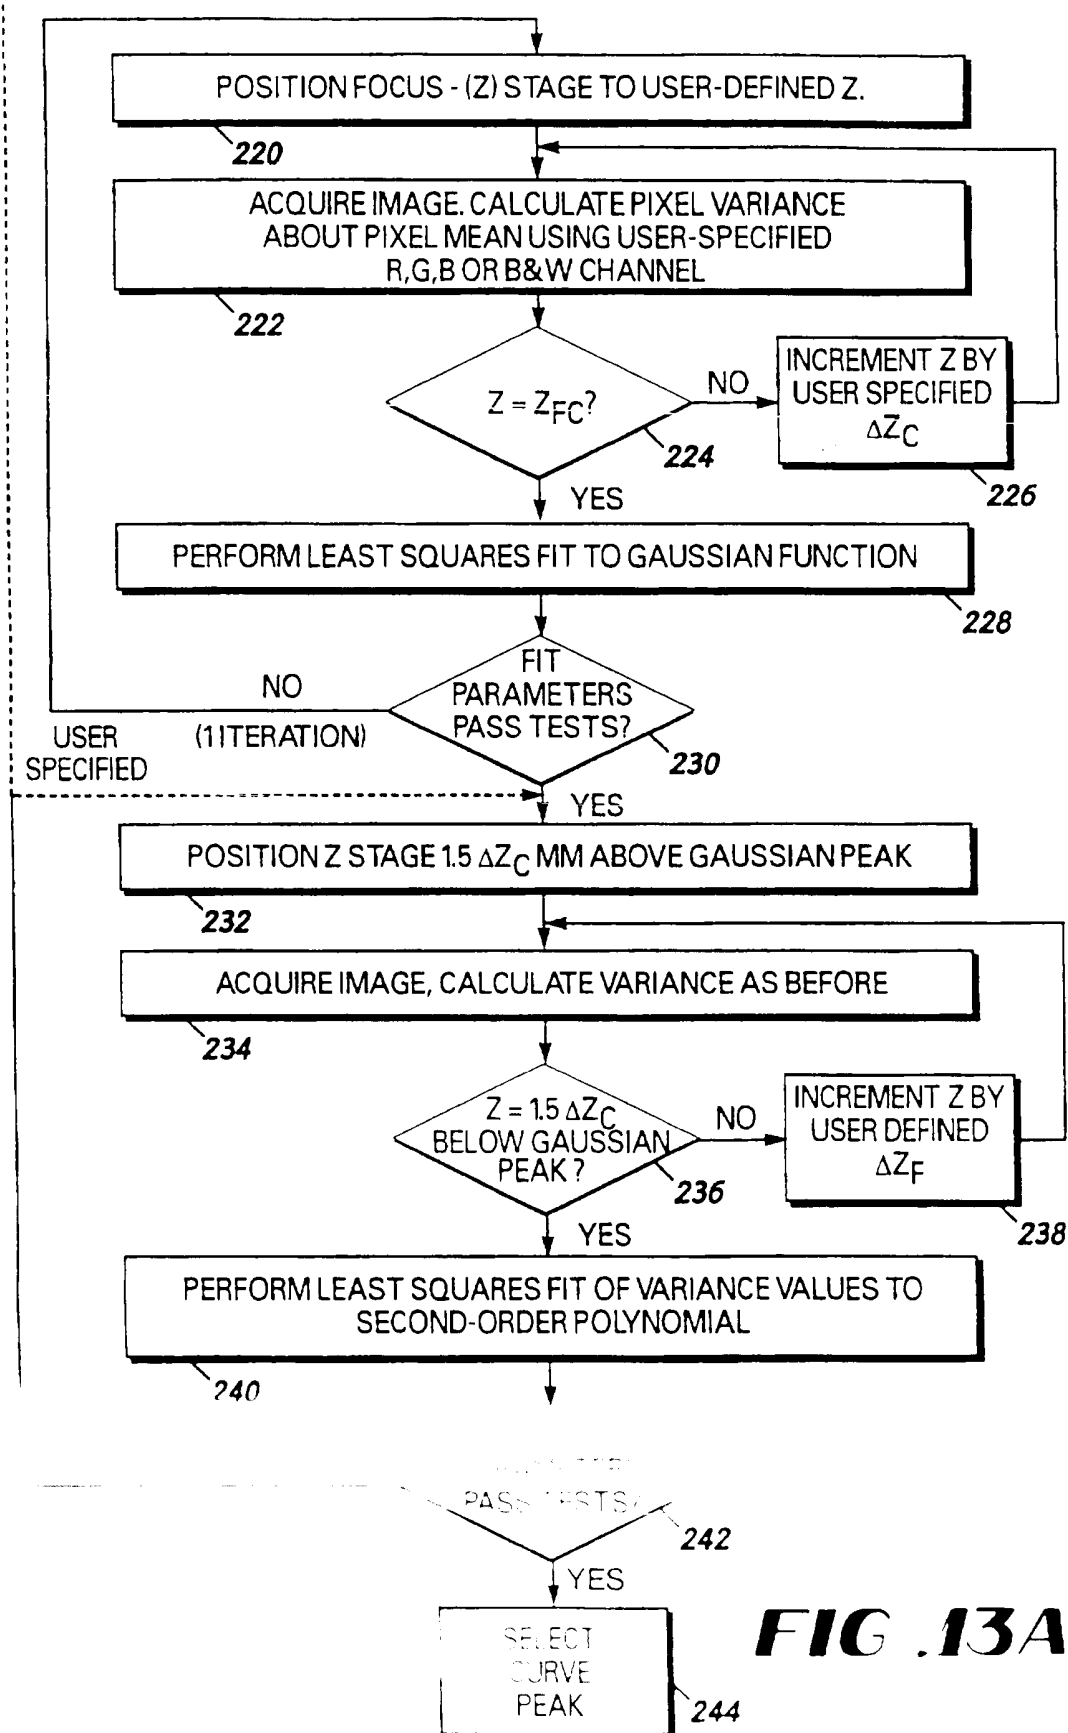 POSITION FOCUS - (Z) STAGE TO USER-DEFINED Z.
220
ACQUIRE IMAGE. CALCULATE PIXEL VARIANCE
ABOUT PIXEL MEAN USING USER-SPECIFIED
R,G,B OR B&W CHANNEL
222
Z = ZFC?
224
NO
INCREMENT Z BY
USER SPECIFIED
ΔZC
226
YES
PERFORM LEAST SQUARES FIT TO GAUSSIAN FUNCTION
228
FIT
PARAMETERS
PASS TESTS?
230
NO
(1 ITERATION)
USER
SPECIFIED
YES
POSITION Z STAGE 1.5 ΔZC MM ABOVE GAUSSIAN PEAK
232
ACQUIRE IMAGE, CALCULATE VARIANCE AS BEFORE
234
Z = 1.5 ΔZC
BELOW GAUSSIAN
PEAK?
236
NO
INCREMENT Z BY
USER DEFINED
ΔZF
238
YES
PERFORM LEAST SQUARES FIT OF VARIANCE VALUES TO
SECOND-ORDER POLYNOMIAL
240
PASS TESTS?
242
YES
SELECT
CURVE
PEAK
244
FIG.13A